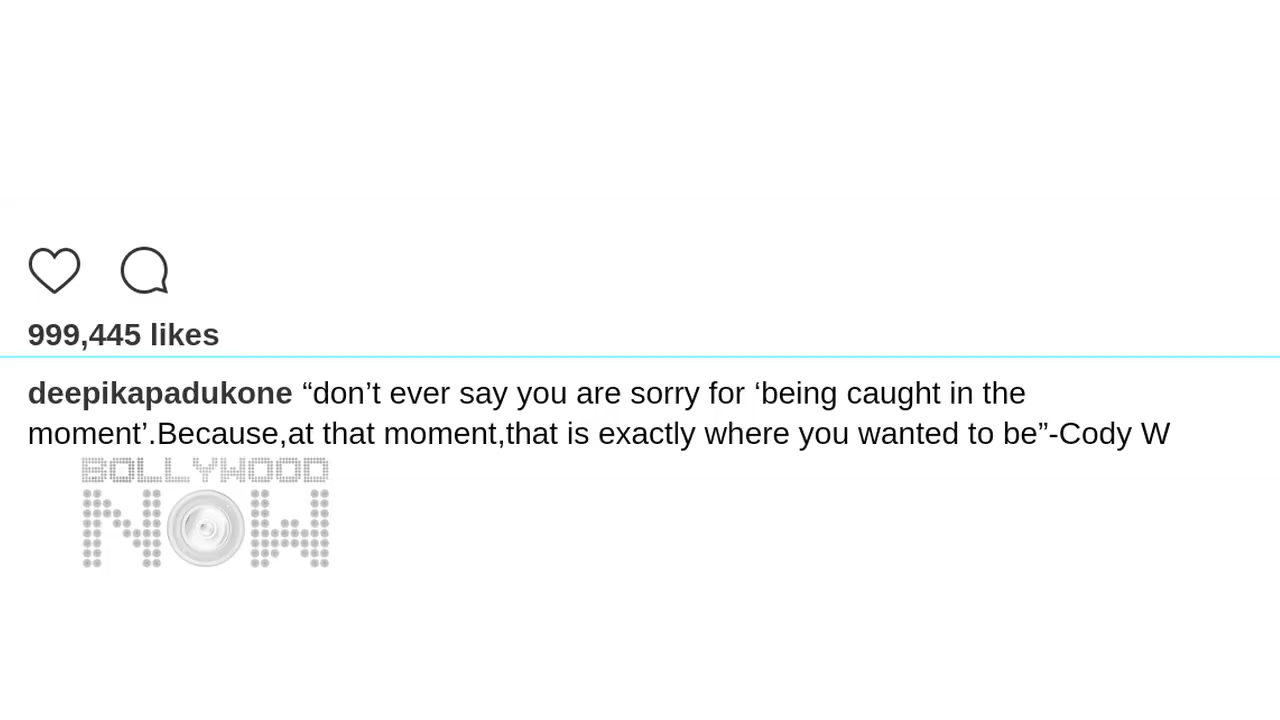 999,445 likes
deepikapadukone “don’t ever say you are sorry for ‘being caught in the
moment’.Because,at that moment,that is exactly where you wanted to be”-Cody W
BOLLYWOOD
NOW